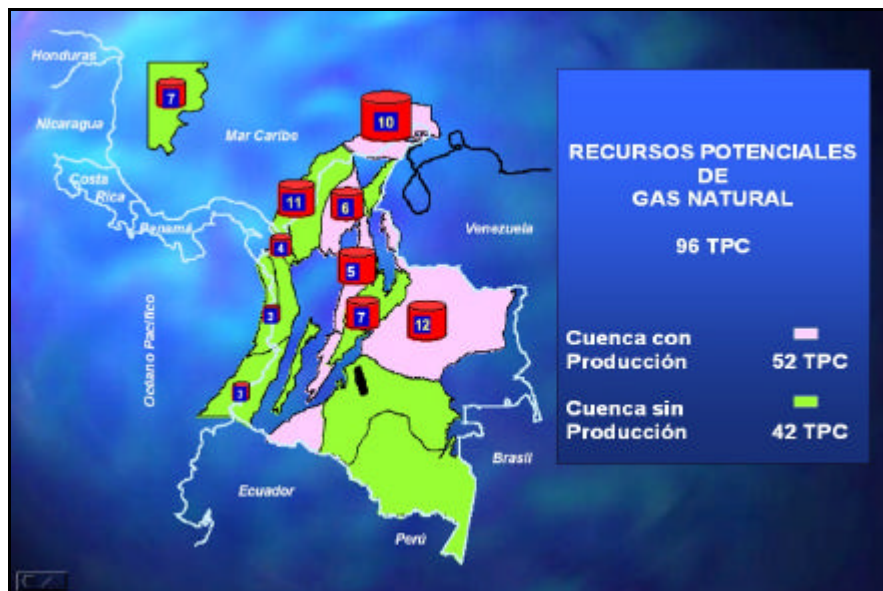 Honduras
7
Nicaragua
10
Mar Caribe
Costa
Rica
Panamá
11
6
Venezuela
4
5
Océano Pacífico
3
7
12
3
Brasil
Ecuador
Perú
RECURSOS POTENCIALES
DE
GAS NATURAL
96 TPC
Cuenca con
Producción 52 TPC
Cuenca sin
Producción 42 TPC